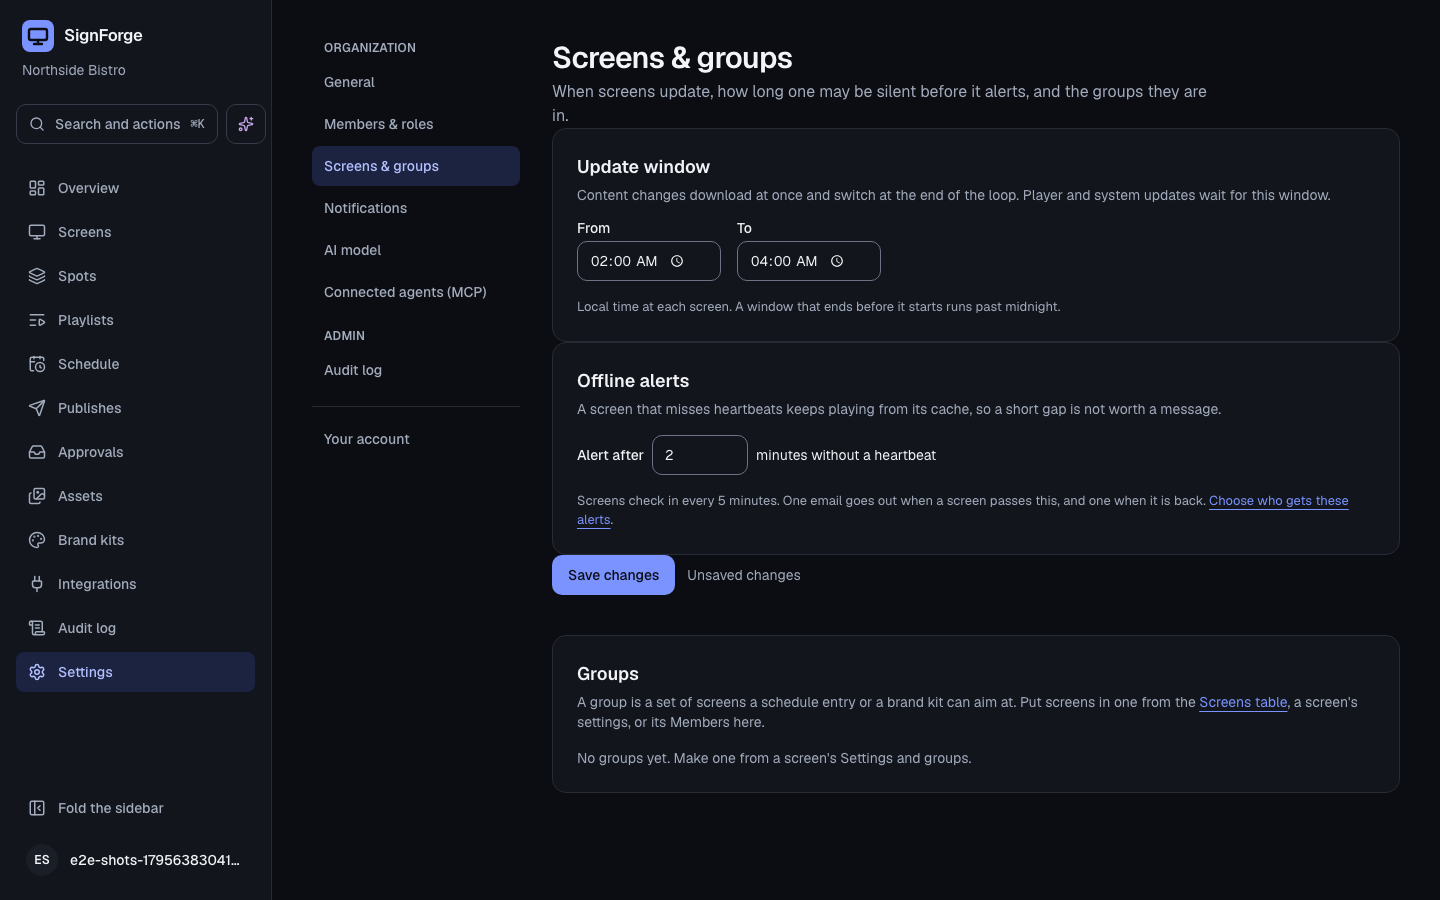 SignForge
Northside Bistro
Search and actions ⌘K
Overview
Screens
Spots
Playlists
Schedule
Publishes
Approvals
Assets
Brand kits
Integrations
Audit log
Settings
Fold the sidebar
ES e2e-shots-17956383041...
ORGANIZATION
General
Members & roles
Screens & groups
Notifications
AI model
Connected agents (MCP)
ADMIN
Audit log
Your account
Screens & groups
When screens update, how long one may be silent before it alerts, and the groups they are
in.
Update window
Content changes download at once and switch at the end of the loop. Player and system updates wait for this window.
From To
02:00 AM 04:00 AM
Local time at each screen. A window that ends before it starts runs past midnight.
Offline alerts
A screen that misses heartbeats keeps playing from its cache, so a short gap is not worth a message.
Alert after 2 minutes without a heartbeat
Screens check in every 5 minutes. One email goes out when a screen passes this, and one when it is back. Choose who gets these
alerts.
Save changes Unsaved changes
Groups
A group is a set of screens a schedule entry or a brand kit can aim at. Put screens in one from the Screens table, a screen's
settings, or its Members here.
No groups yet. Make one from a screen's Settings and groups.